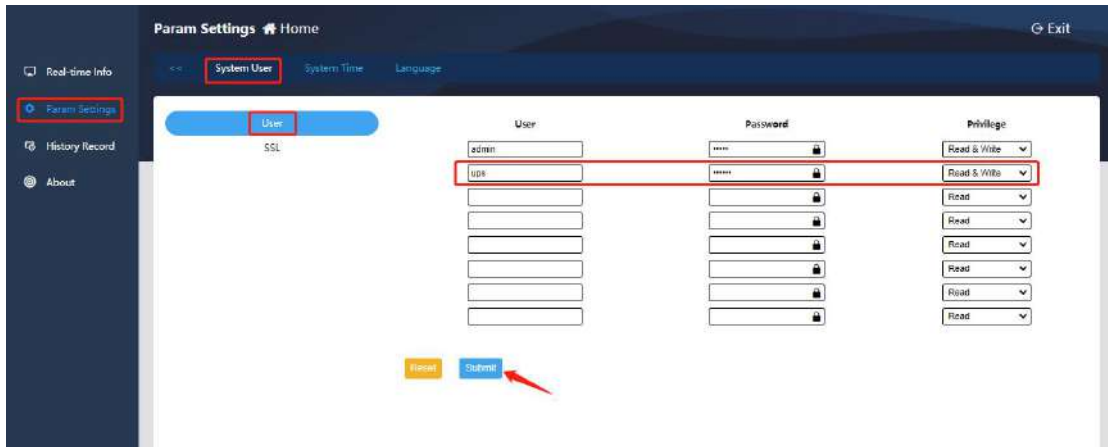 Param Settings Home
Exit
Real-time Info
Param Settings
History Record
About
<< System User System Time Language
User
SSL
User Password Privilege
admin ••••• Read & Write
ups •••••• Read & Write
Read
Read
Read
Read
Read
Read
Reset Submit